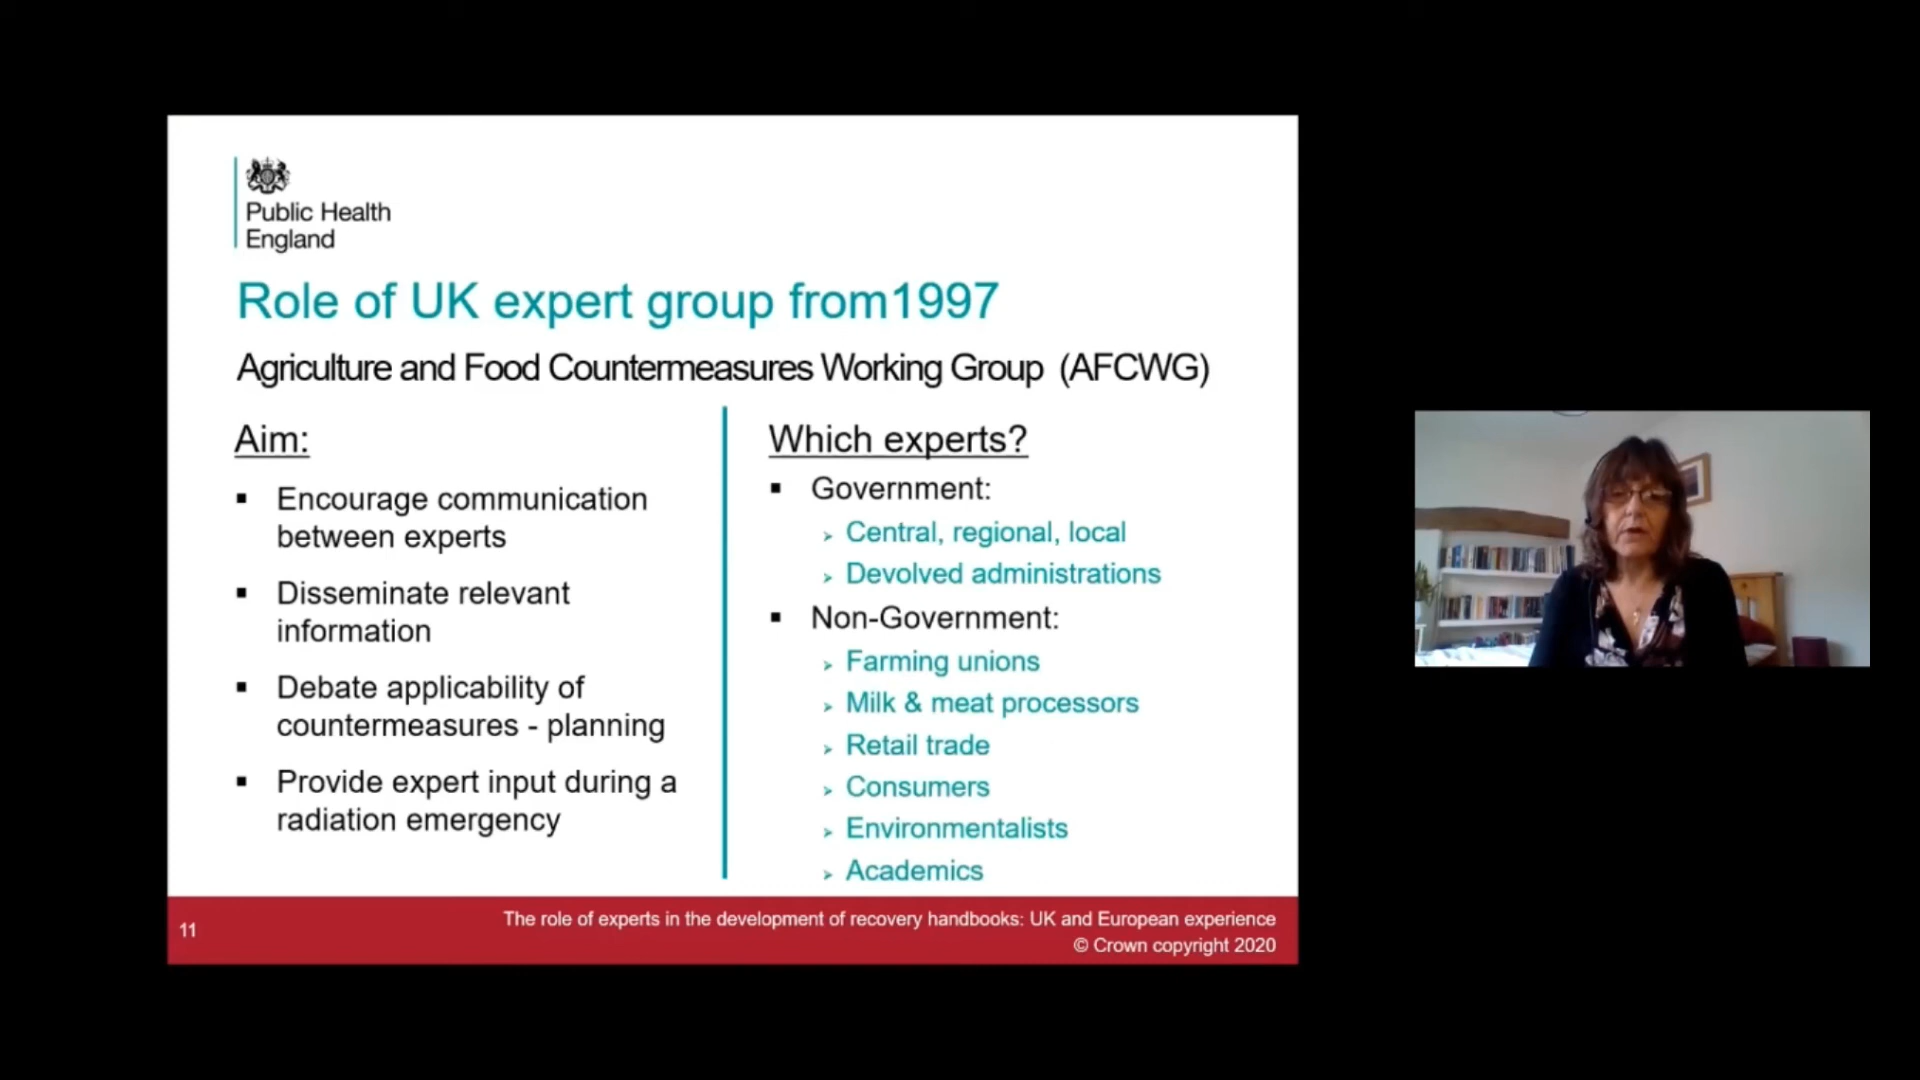 Public Health
England
Role of UK expert group from1997
Agriculture and Food Countermeasures Working Group (AFCWG)
Aim:
Encourage communication
between experts
Disseminate relevant
information
Debate applicability of
countermeasures - planning
Provide expert input during a
radiation emergency
Which experts?
Government:
Central, regional, local
Devolved administrations
Non-Government:
Farming unions
Milk & meat processors
Retail trade
Consumers
Environmentalists
Academics
11
The role of experts in the development of recovery handbooks: UK and European experience
© Crown copyright 2020